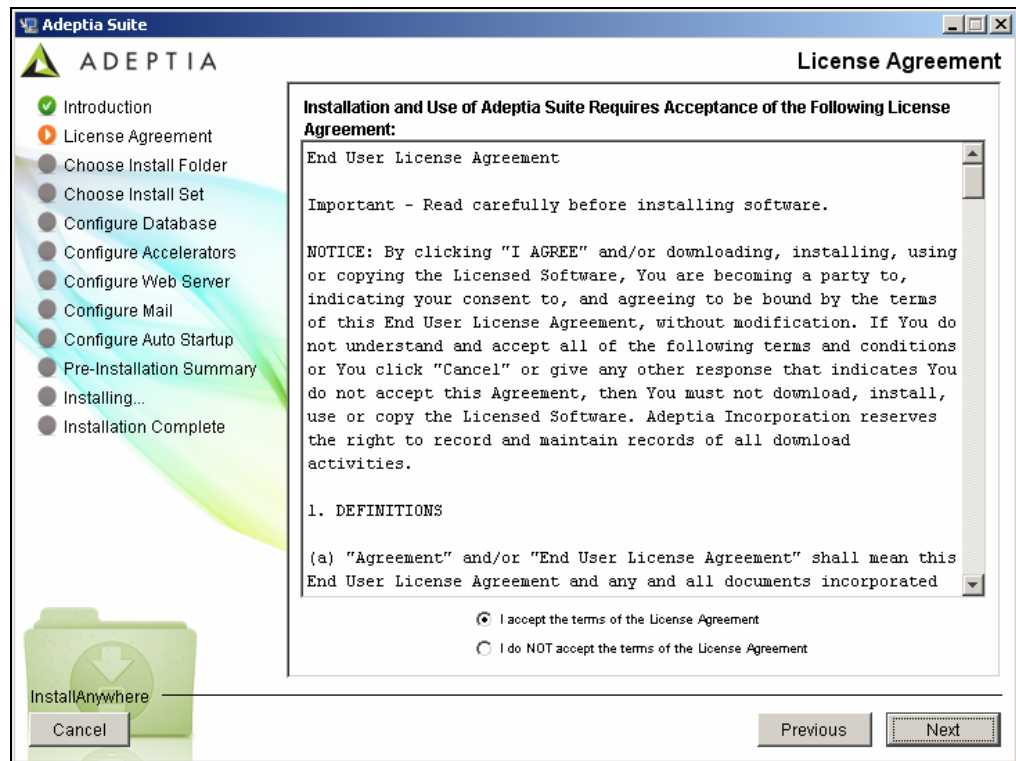 Adeptia Suite
ADEPTIA
License Agreement
Introduction
License Agreement
Choose Install Folder
Choose Install Set
Configure Database
Configure Accelerators
Configure Web Server
Configure Mail
Configure Auto Startup
Pre-Installation Summary
Installing...
Installation Complete
Installation and Use of Adeptia Suite Requires Acceptance of the Following License
Agreement:
End User License Agreement
Important - Read carefully before installing software.
NOTICE: By clicking "I AGREE" and/or downloading, installing, using
or copying the Licensed Software, You are becoming a party to,
indicating your consent to, and agreeing to be bound by the terms
of this End User License Agreement, without modification. If You do
not understand and accept all of the following terms and conditions
or You click "Cancel" or give any other response that indicates You
do not accept this Agreement, then You must not download, install,
use or copy the Licensed Software. Adeptia Incorporation reserves
the right to record and maintain records of all download
activities.
1. DEFINITIONS
(a) "Agreement" and/or "End User License Agreement" shall mean this
End User License Agreement and any and all documents incorporated
I accept the terms of the License Agreement
I do NOT accept the terms of the License Agreement
InstallAnywhere
Cancel
Previous
Next